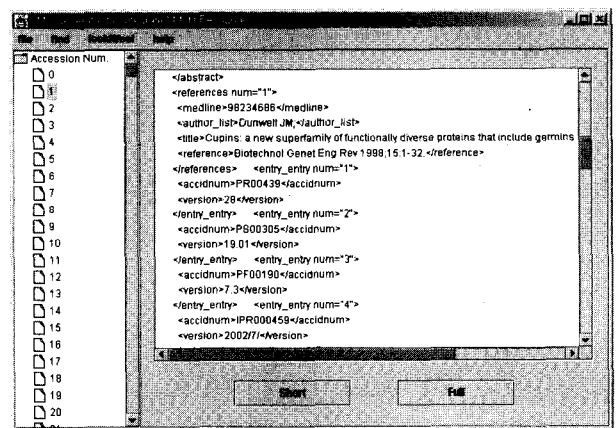 file find help
Accession Num.
0
1
2
3
4
5
6
7
8
9
10
11
12
13
14
15
16
17
18
19
20
</abstract>
<references num="1">
<medline>98234686</medline>
<author_list>Dunwell JM;</author_list>
<title>Cupins: a new superfamily of functionally diverse proteins that include germins
<reference>Biotechnol Genet Eng Rev 1998,15.1-32.</reference>
</references> <entry_entry num="1">
<accidnum>PR00439</accidnum>
<version>28</version>
</entry_entry> <entry_entry num="2">
<accidnum>PS00305</accidnum>
<version>19.01</version>
</entry_entry> <entry_entry num="3">
<accidnum>PF00190</accidnum>
<version>7.3</version>
</entry_entry> <entry_entry num="4">
<accidnum>IPR000459</accidnum>
<version>2002/7/</version>
Short Full